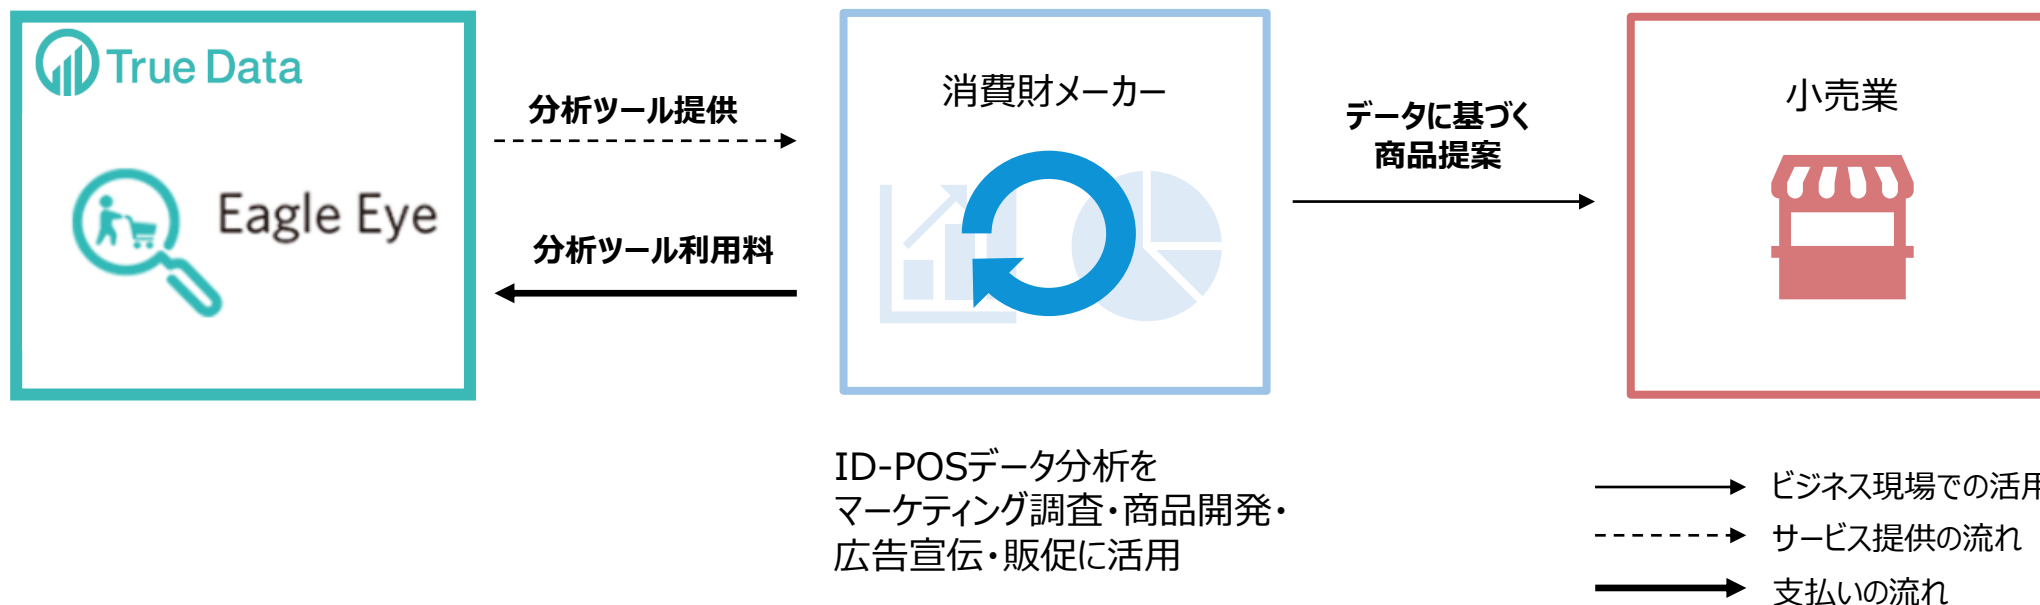 True Data
Eagle Eye
分析ツール提供
分析ツール利用料
消費財メーカー
データに基づく
商品提案
小売業
ID-POSデータ分析を
マーケティング調査・商品開発・
広告宣伝・販促に活用
ビジネス現場での活用
サービス提供の流れ
支払いの流れ